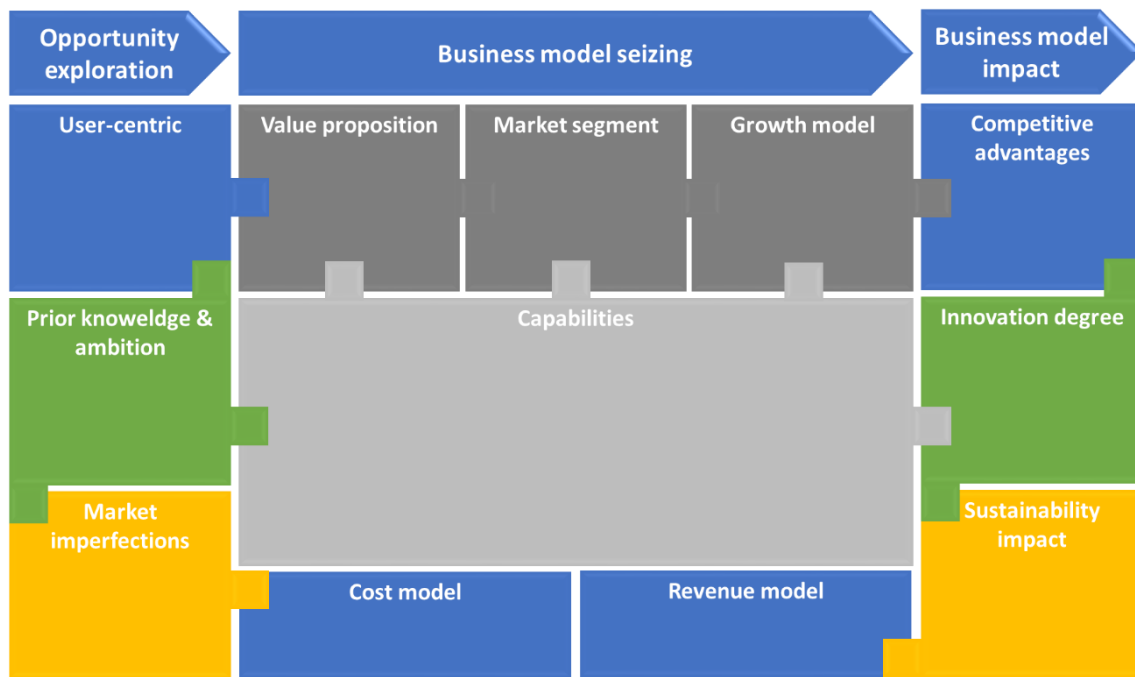 Opportunity
exploration
Business model seizing
Business model
impact
User-centric
Value proposition
Market segment
Growth model
Competitive
advantages
Prior knoweldge &
ambition
Capabilities
Innovation degree
Market
imperfections
Sustainability
impact
Cost model
Revenue model